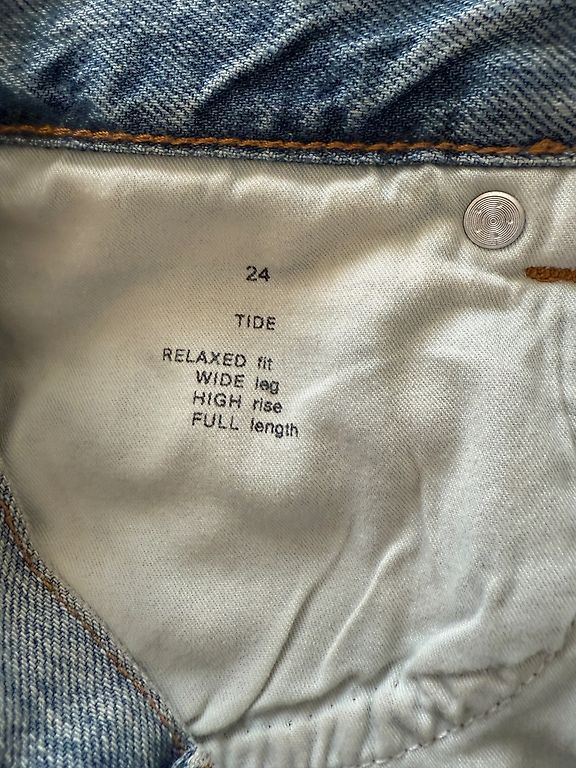 24
TIDE
RELAXED fit
WIDE leg
HIGH rise
FULL length